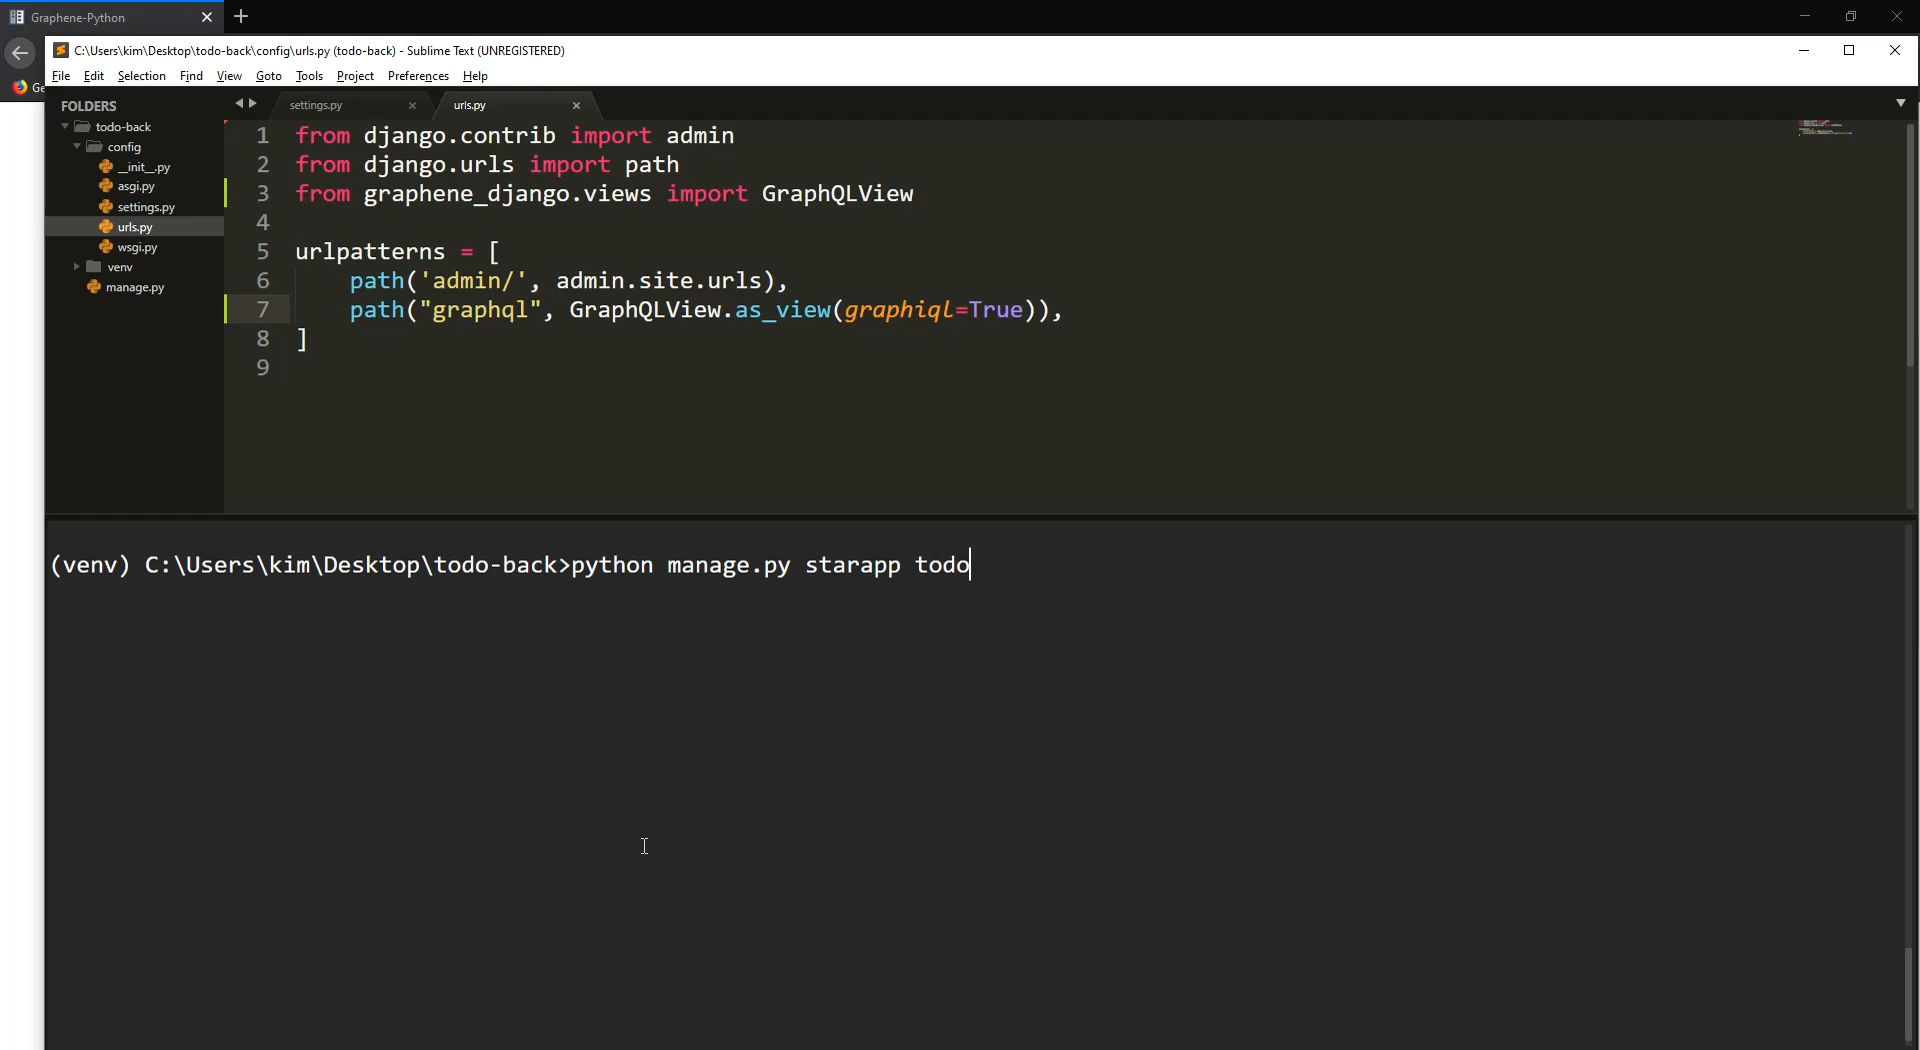 Graphene-Python
Ge
C:\Users\kim\Desktop\todo-back\config\urls.py (todo-back) - Sublime Text (UNREGISTERED)
File Edit Selection Find View Goto Tools Project Preferences Help
FOLDERS
todo-back
config
__init__.py
asgi.py
settings.py
urls.py
wsgi.py
venv
manage.py
settings.py urls.py
1 from django.contrib import admin
2 from django.urls import path
3 from graphene_django.views import GraphQLView
4
5 urlpatterns = [
6 path('admin/', admin.site.urls),
7 path("graphql", GraphQLView.as_view(graphiql=True)),
8 ]
9
(venv) C:\Users\kim\Desktop\todo-back>python manage.py starapp todo